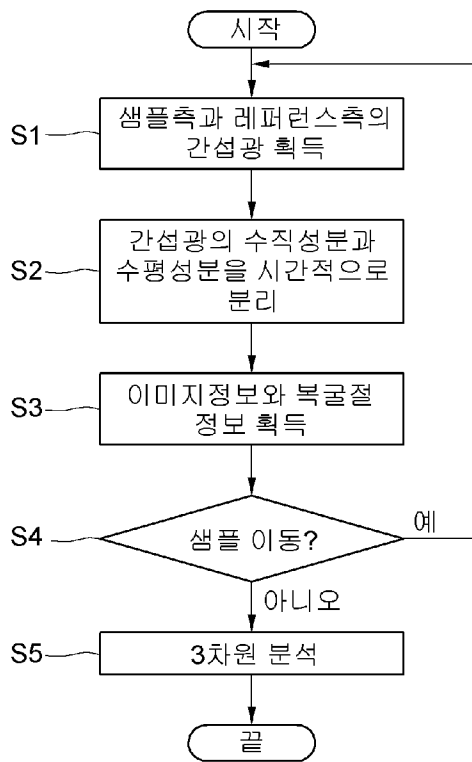 시작
S1
샘플측과 레퍼런스측의
간섭광 획득
S2
간섭광의 수직성분과
수평성분을 시간적으로
분리
S3
이미지정보와 복굴절
정보 획득
S4
샘플 이동?
예
아니오
S5
3차원 분석
끝